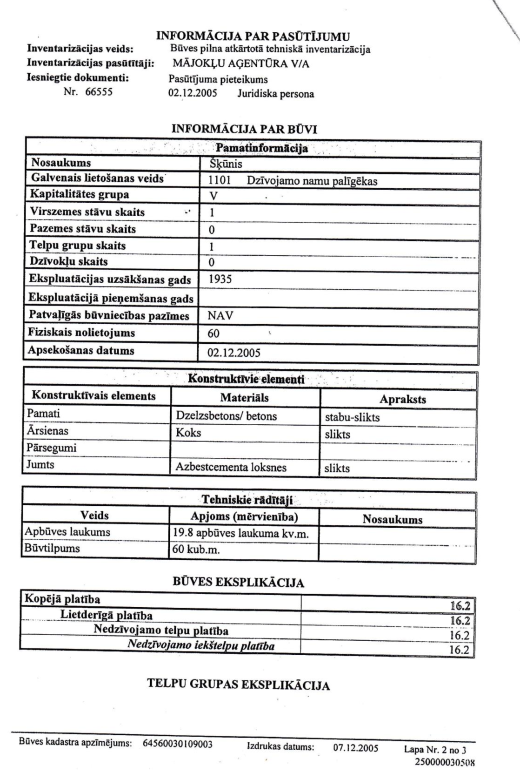 INFORMĀCIJA PAR PASŪTĪJUMU
Inventarizācijas veids: Būves pilna atkārtotā tehniskā inventarizācija
Inventarizācijas pasūtītāji: MĀJOKĻU AĢENTŪRA V/A
Iesniegtie dokumenti: Pasūtījuma pieteikums
Nr. 66555 02.12.2005 Juridiska persona
INFORMĀCIJA PAR BŪVI
Pamatinformācija
Nosaukums Šķūnis
Galvenais lietošanas veids 1101 Dzīvojamo namu palīgēkas
Kapitalitātes grupa V
Virszemes stāvu skaits 1
Pazemes stāvu skaits 0
Telpu grupu skaits 1
Dzīvokļu skaits 0
Ekspluatācijas uzsākšanas gads 1935
Ekspluatācijā pieņemšanas gads
Patvaļīgās būvniecības pazīmes NAV
Fiziskais nolietojums 60
Apsekošanas datums 02.12.2005
Konstruktīvie elementi
Konstruktīvais elements Materiāls Apraksts
Pamati Dzelzsbetons/ betons stabu-slikts
Ārsienas Koks slikts
Pārsegumi
Jumts Azbestcementa loksnes slikts
Tehniskie rādītāji
Veids Apjoms (mērvienība) Nosaukums
Apbūves laukums 19.8 apbūves laukuma kv.m.
Būvtilpums 60 kub.m.
BŪVES EKSPLIKĀCIJA
Kopējā platība 16.2
Lietderīgā platība 16.2
Nedzīvojamo telpu platība 16.2
Nedzīvojamo iekštelpu platība 16.2
TELPU GRUPAS EKSPLIKĀCIJA
Būves kadastra apzīmējums: 64560030109003 Izdrukas datums: 07.12.2005 Lapa Nr. 2 no 3
250000030508